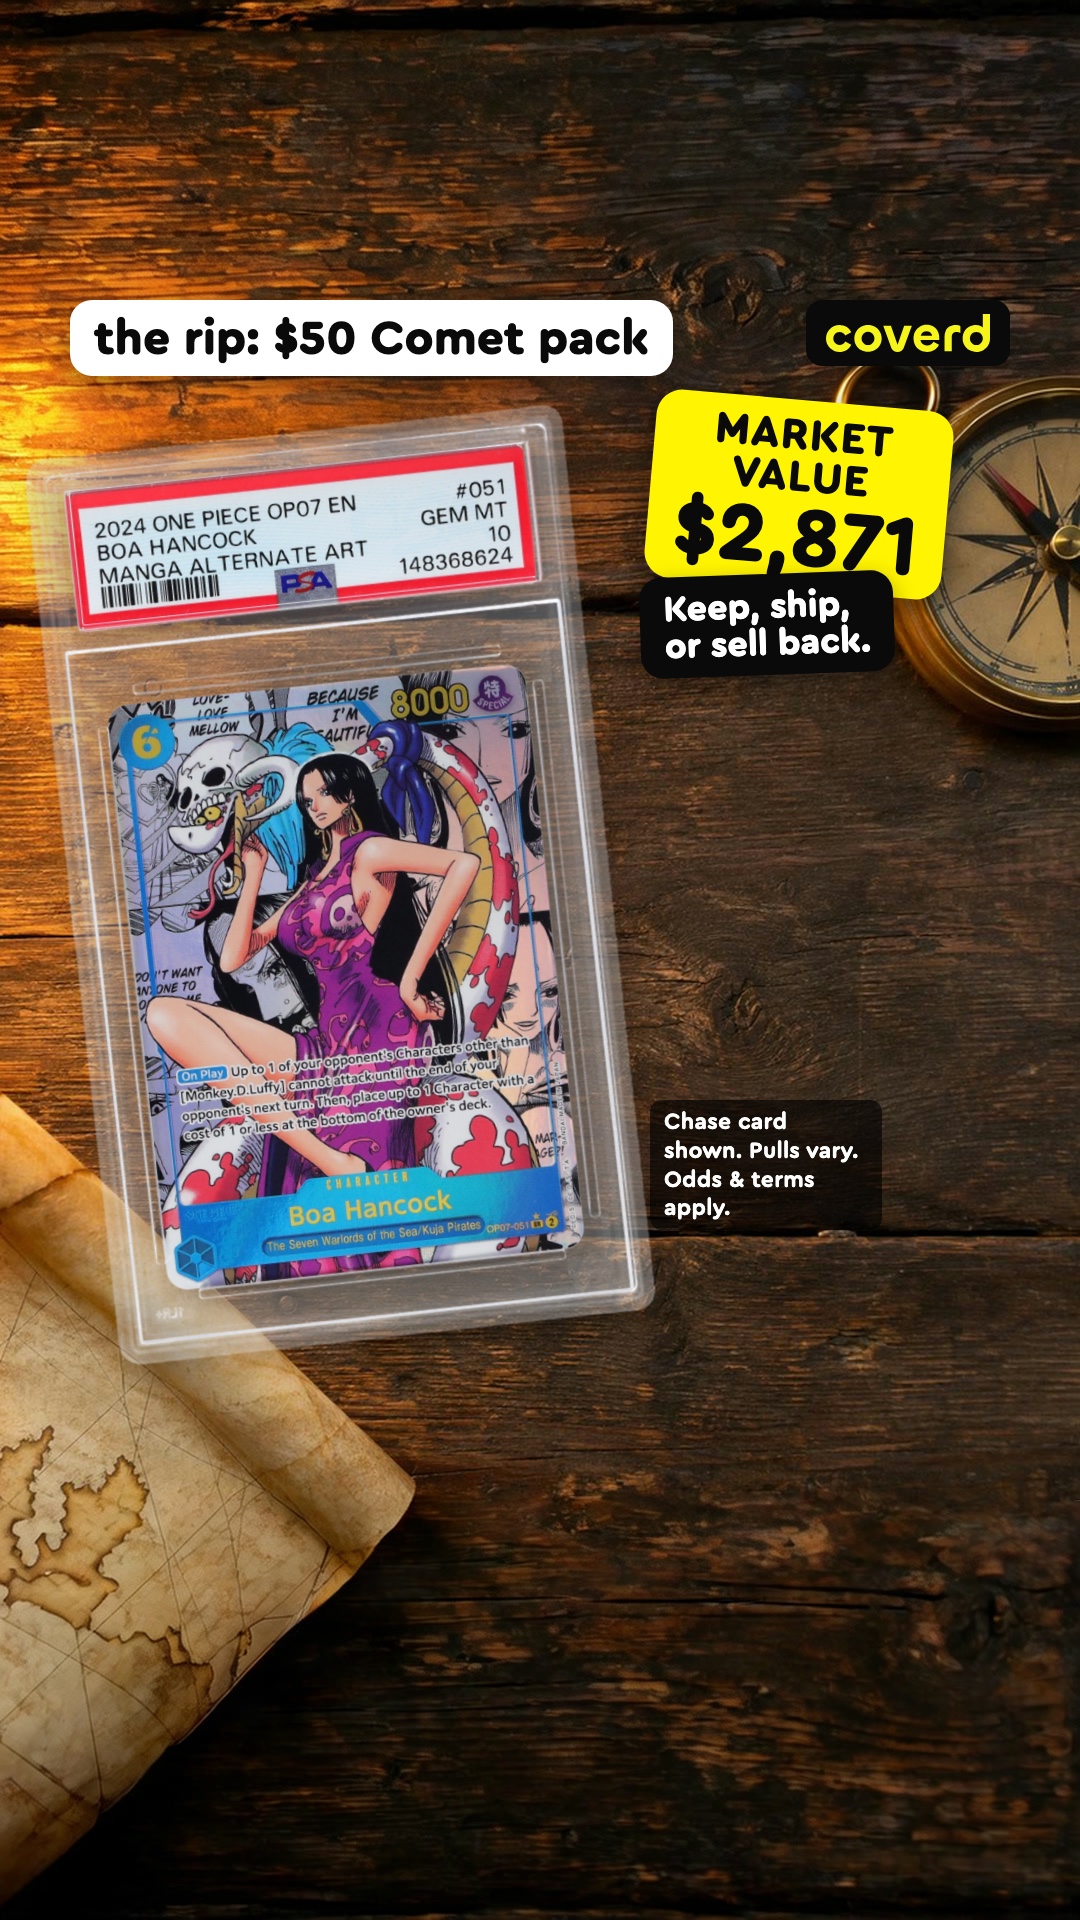 the rip: $50 Comet pack
coverd
MARKET
VALUE
$2,871
Keep, ship,
or sell back.
2024 ONE PIECE OP07 EN
BOA HANCOCK
MANGA ALTERNATE ART
#051
GEM MT
10
148368624
PSA
LOVE-
LOVE
MELLOW
BECAUSE
I'M
8000
特
SPECIAL
6
On Play Up to 1 of your opponent's Characters other than
[Monkey.D.Luffy] cannot attack until the end of your
opponent's next turn. Then, place up to 1 Character with a
cost of 1 or less at the bottom of the owner's deck.
CHARACTER
Boa Hancock
The Seven Warlords of the Sea/Kuja Pirates
OP07-051 SR 2
Chase card
shown. Pulls vary.
Odds & terms
apply.